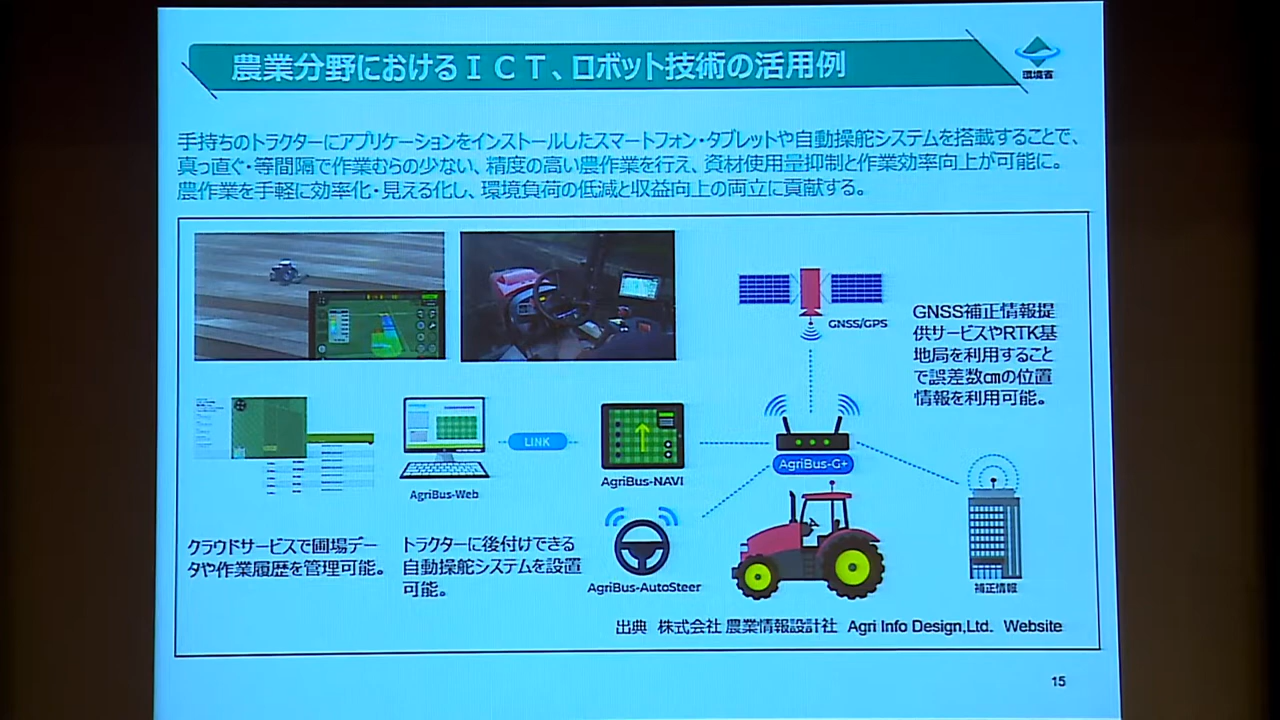 農業分野におけるＩＣＴ、ロボット技術の活用例
環境省
手持ちのトラクターにアプリケーションをインストールしたスマートフォン・タブレットや自動操舵システムを搭載することで、
真っ直ぐ・等間隔で作業むらの少ない、精度の高い農作業を行え、資材使用量抑制と作業効率向上が可能に。
農作業を手軽に効率化・見える化し、環境負荷の低減と収益向上の両立に貢献する。
GNSS/GPS
GNSS補正情報提
供サービスやRTK基
地局を利用すること
で誤差数㎝の位置
情報を利用可能。
LINK
AgriBus-Web
AgriBus-NAVI
AgriBus-G+
クラウドサービスで圃場デー
タや作業履歴を管理可能。
トラクターに後付けできる
自動操舵システムを設置
可能。
AgriBus-AutoSteer
補正情報
出典 株式会社 農業情報設計社 Agri Info Design,Ltd. Website
15